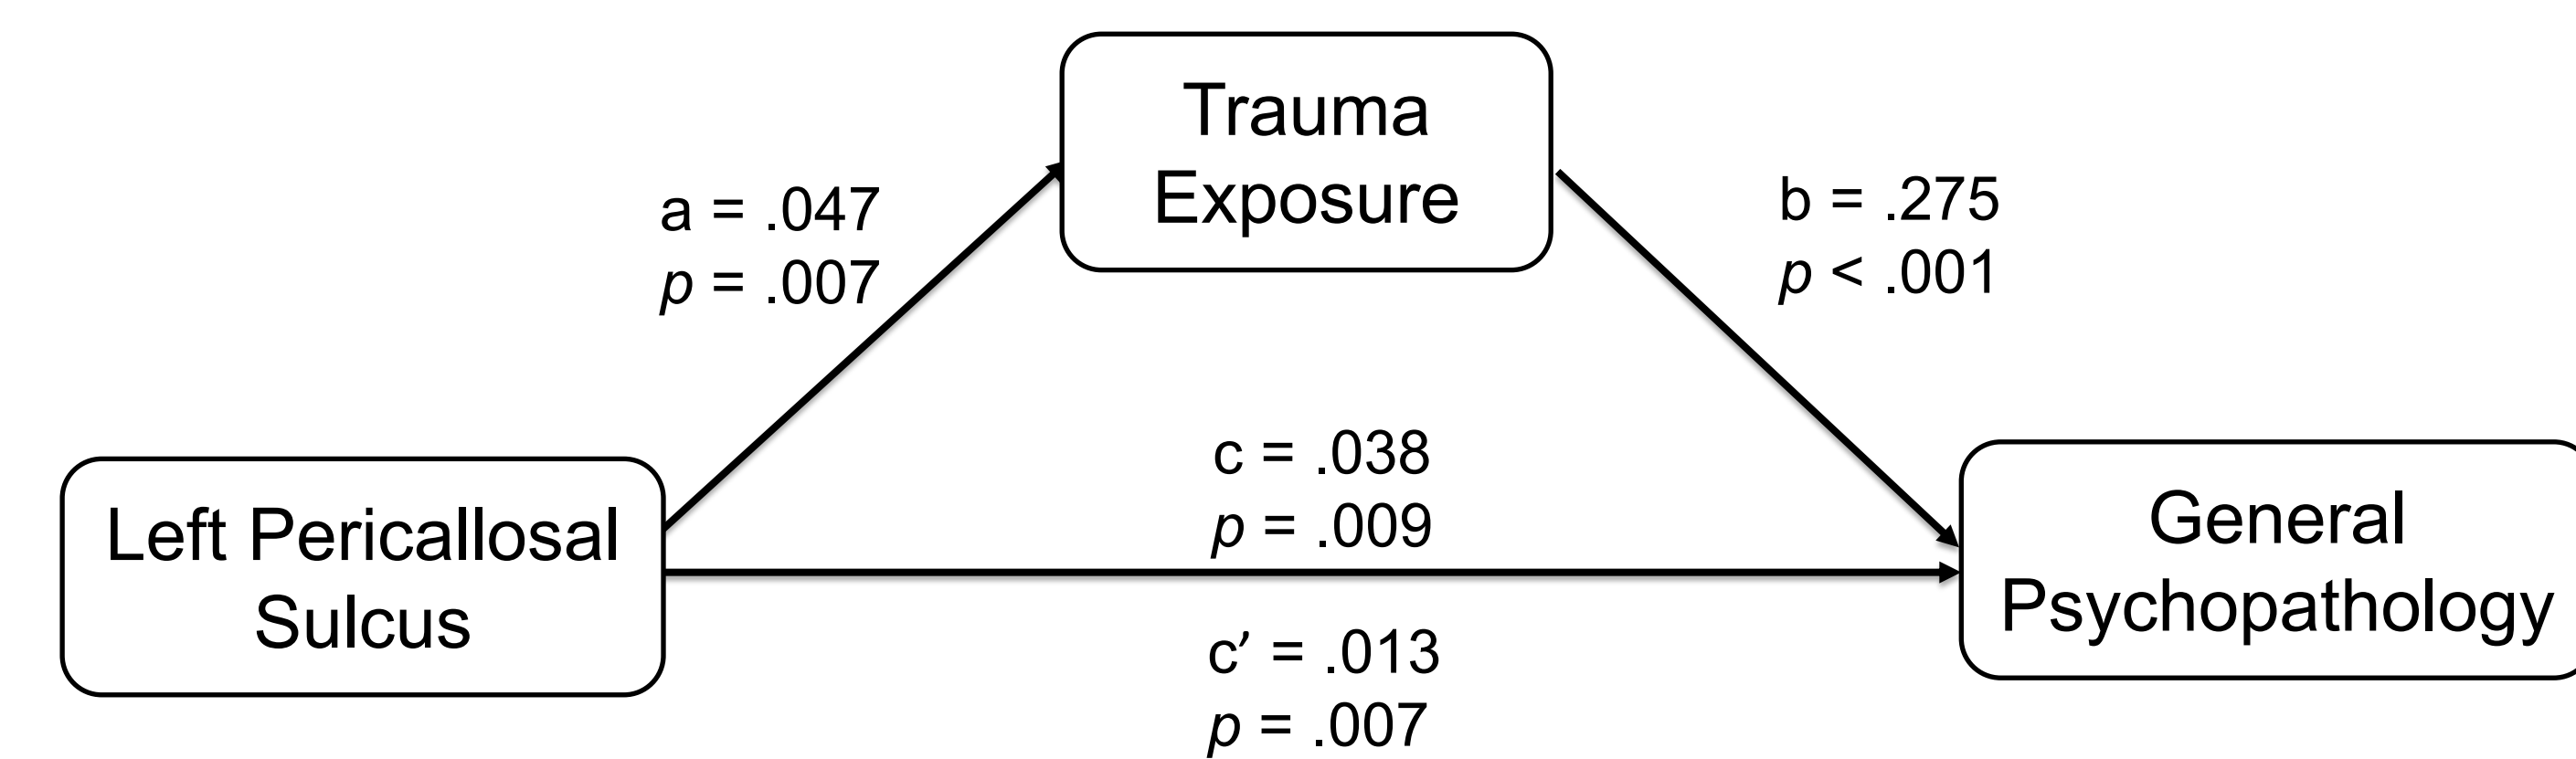 Trauma
Exposure
a = .047
p = .007
b = .275
p < .001
c = .038
p = .009
Left Pericallosal
Sulcus
General
Psychopathology
c′ = .013
p = .007